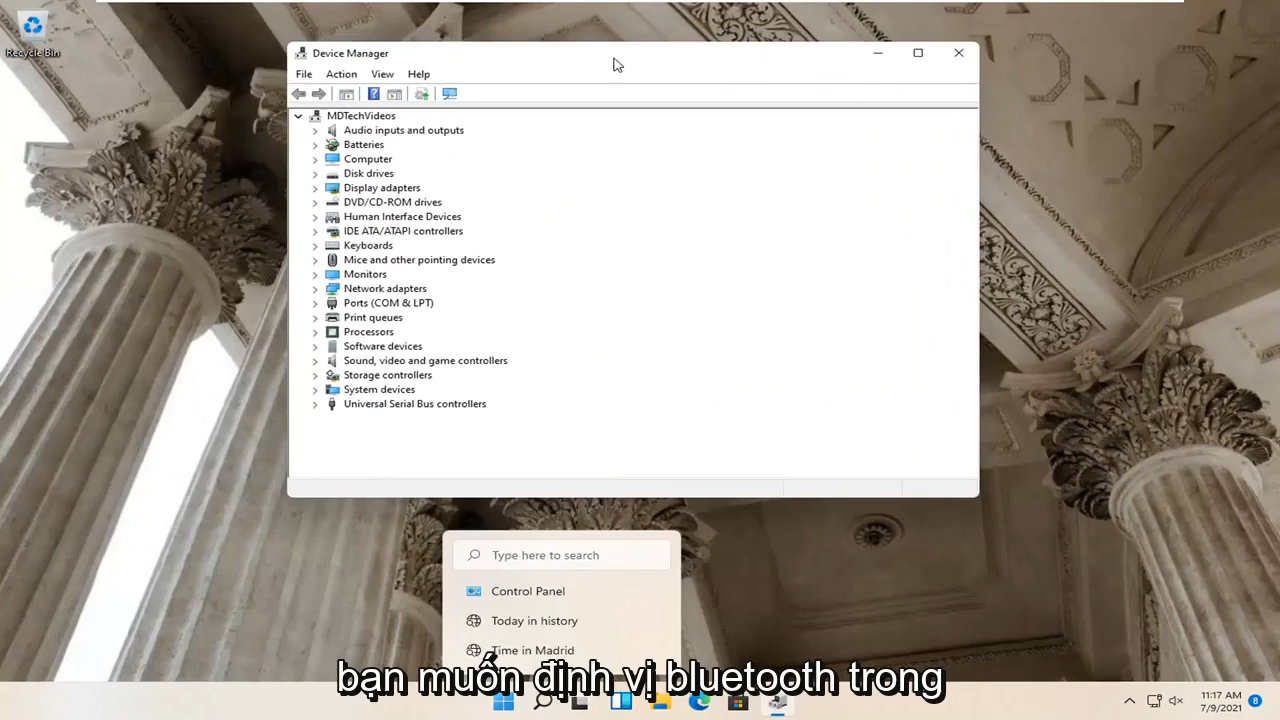 Recycle Bin
Device Manager
File Action View Help
MDTechVideos
Audio inputs and outputs
Batteries
Computer
Disk drives
Display adapters
DVD/CD-ROM drives
Human Interface Devices
IDE ATA/ATAPI controllers
Keyboards
Mice and other pointing devices
Monitors
Network adapters
Ports (COM & LPT)
Print queues
Processors
Software devices
Sound, video and game controllers
Storage controllers
System devices
Universal Serial Bus controllers
Type here to search
Control Panel
Today in history
Time in Madrid
bạn muốn định vị bluetooth trong
11:17 AM
7/9/2021
8